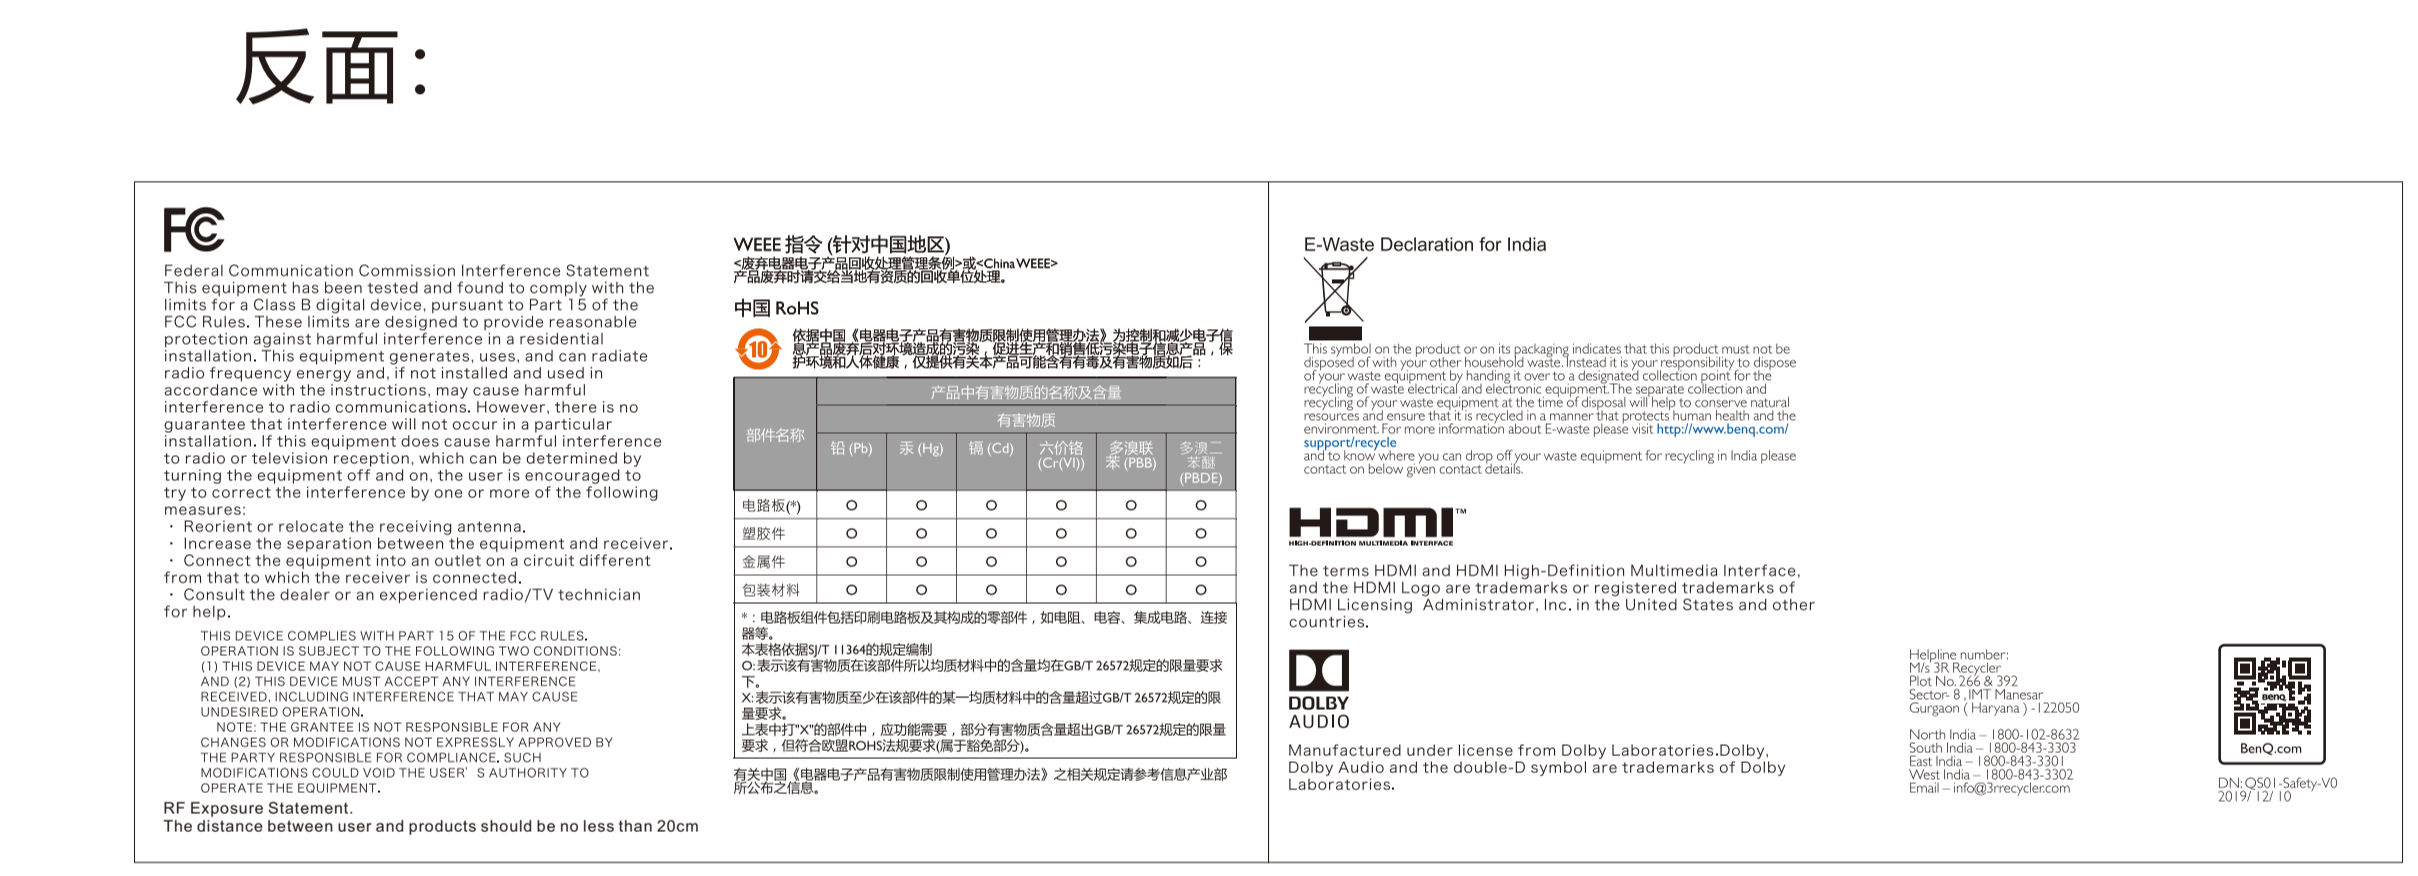 反面：
FC
Federal Communication Commission Interference Statement
This equipment has been tested and found to comply with the
limits for a Class B digital device, pursuant to Part 15 of the
FCC Rules. These limits are designed to provide reasonable
protection against harmful interference in a residential
installation. This equipment generates, uses, and can radiate
radio frequency energy and, if not installed and used in
accordance with the instructions, may cause harmful
interference to radio communications. However, there is no
guarantee that interference will not occur in a particular
installation. If this equipment does cause harmful interference
to radio or television reception, which can be determined by
turning the equipment off and on, the user is encouraged to
try to correct the interference by one or more of the following
measures:
· Reorient or relocate the receiving antenna.
· Increase the separation between the equipment and receiver.
· Connect the equipment into an outlet on a circuit different
from that to which the receiver is connected.
· Consult the dealer or an experienced radio/TV technician
for help.
THIS DEVICE COMPLIES WITH PART 15 OF THE FCC RULES.
OPERATION IS SUBJECT TO THE FOLLOWING TWO CONDITIONS:
(1) THIS DEVICE MAY NOT CAUSE HARMFUL INTERFERENCE,
AND (2) THIS DEVICE MUST ACCEPT ANY INTERFERENCE
RECEIVED, INCLUDING INTERFERENCE THAT MAY CAUSE
UNDESIRED OPERATION.
NOTE: THE GRANTEE IS NOT RESPONSIBLE FOR ANY
CHANGES OR MODIFICATIONS NOT EXPRESSLY APPROVED BY
THE PARTY RESPONSIBLE FOR COMPLIANCE. SUCH
MODIFICATIONS COULD VOID THE USER’S AUTHORITY TO
OPERATE THE EQUIPMENT.
RF Exposure Statement.
The distance between user and products should be no less than 20cm
WEEE 指令 (针对中国地区)
<废弃电器电子产品回收处理管理条例>或<China WEEE>
产品废弃时请交给当地有资质的回收单位处理。
中国 RoHS
10
依据中国《电器电子产品有害物质限制使用管理办法》为控制和减少电子信
息产品废弃后对环境造成的污染，促进生产和销售低污染电子信息产品，保
护环境和人体健康，仅提供有关本产品可能含有有毒及有害物质如后：
部件名称
产品中有害物质的名称及含量
有害物质
铅 (Pb) 汞 (Hg) 镉 (Cd) 六价铬 (Cr(VI)) 多溴联苯 (PBB) 多溴二苯醚 (PBDE)
电路板(*) O O O O O O
塑胶件 O O O O O O
金属件 O O O O O O
包装材料 O O O O O O
*：电路板组件包括印刷电路板及其构成的零部件，如电阻、电容、集成电路、连接
器等。
本表格依据SJ/T 11364的规定编制
O: 表示该有害物质在该部件所以均质材料中的含量均在GB/T 26572规定的限量要求
下。
X: 表示该有害物质至少在该部件的某一均质材料中的含量超过GB/T 26572规定的限
量要求。
上表中打"X"的部件中，应功能需要，部分有害物质含量超出GB/T 26572规定的限量
要求，但符合欧盟ROHS法规要求(属于豁免部分)。
有关中国《电器电子产品有害物质限制使用管理办法》之相关规定请参考信息产业部
所公布之信息。
E-Waste Declaration for India
This symbol on the product or on its packaging indicates that this product must not be
disposed of with your other household waste. Instead it is your responsibility to dispose
of your waste equipment by handing it over to a designated collection point for the
recycling of waste electrical and electronic equipment. The separate collection and
recycling of your waste equipment at the time of disposal will help to conserve natural
resources and ensure that it is recycled in a manner that protects human health and the
environment. For more information about E-waste please visit http://www.benq.com/
support/recycle
and to know where you can drop off your waste equipment for recycling in India please
contact on below given contact details.
HDMI™
HIGH-DEFINITION MULTIMEDIA INTERFACE
The terms HDMI and HDMI High-Definition Multimedia Interface,
and the HDMI Logo are trademarks or registered trademarks of
HDMI Licensing Administrator, Inc. in the United States and other
countries.
DOLBY
AUDIO
Manufactured under license from Dolby Laboratories.Dolby,
Dolby Audio and the double-D symbol are trademarks of Dolby
Laboratories.
Helpline number:
M/s 3R Recycler
Plot No. 266 & 392
Sector- 8 , IMT Manesar
Gurgaon ( Haryana ) -122050
North India – 1800-102-8632
South India – 1800-843-3303
East India – 1800-843-3301
West India – 1800-843-3302
Email – info@3rrecycler.com
BenQ
BenQ.com
DN: QS01-Safety-V0
2019/ 12/ 10